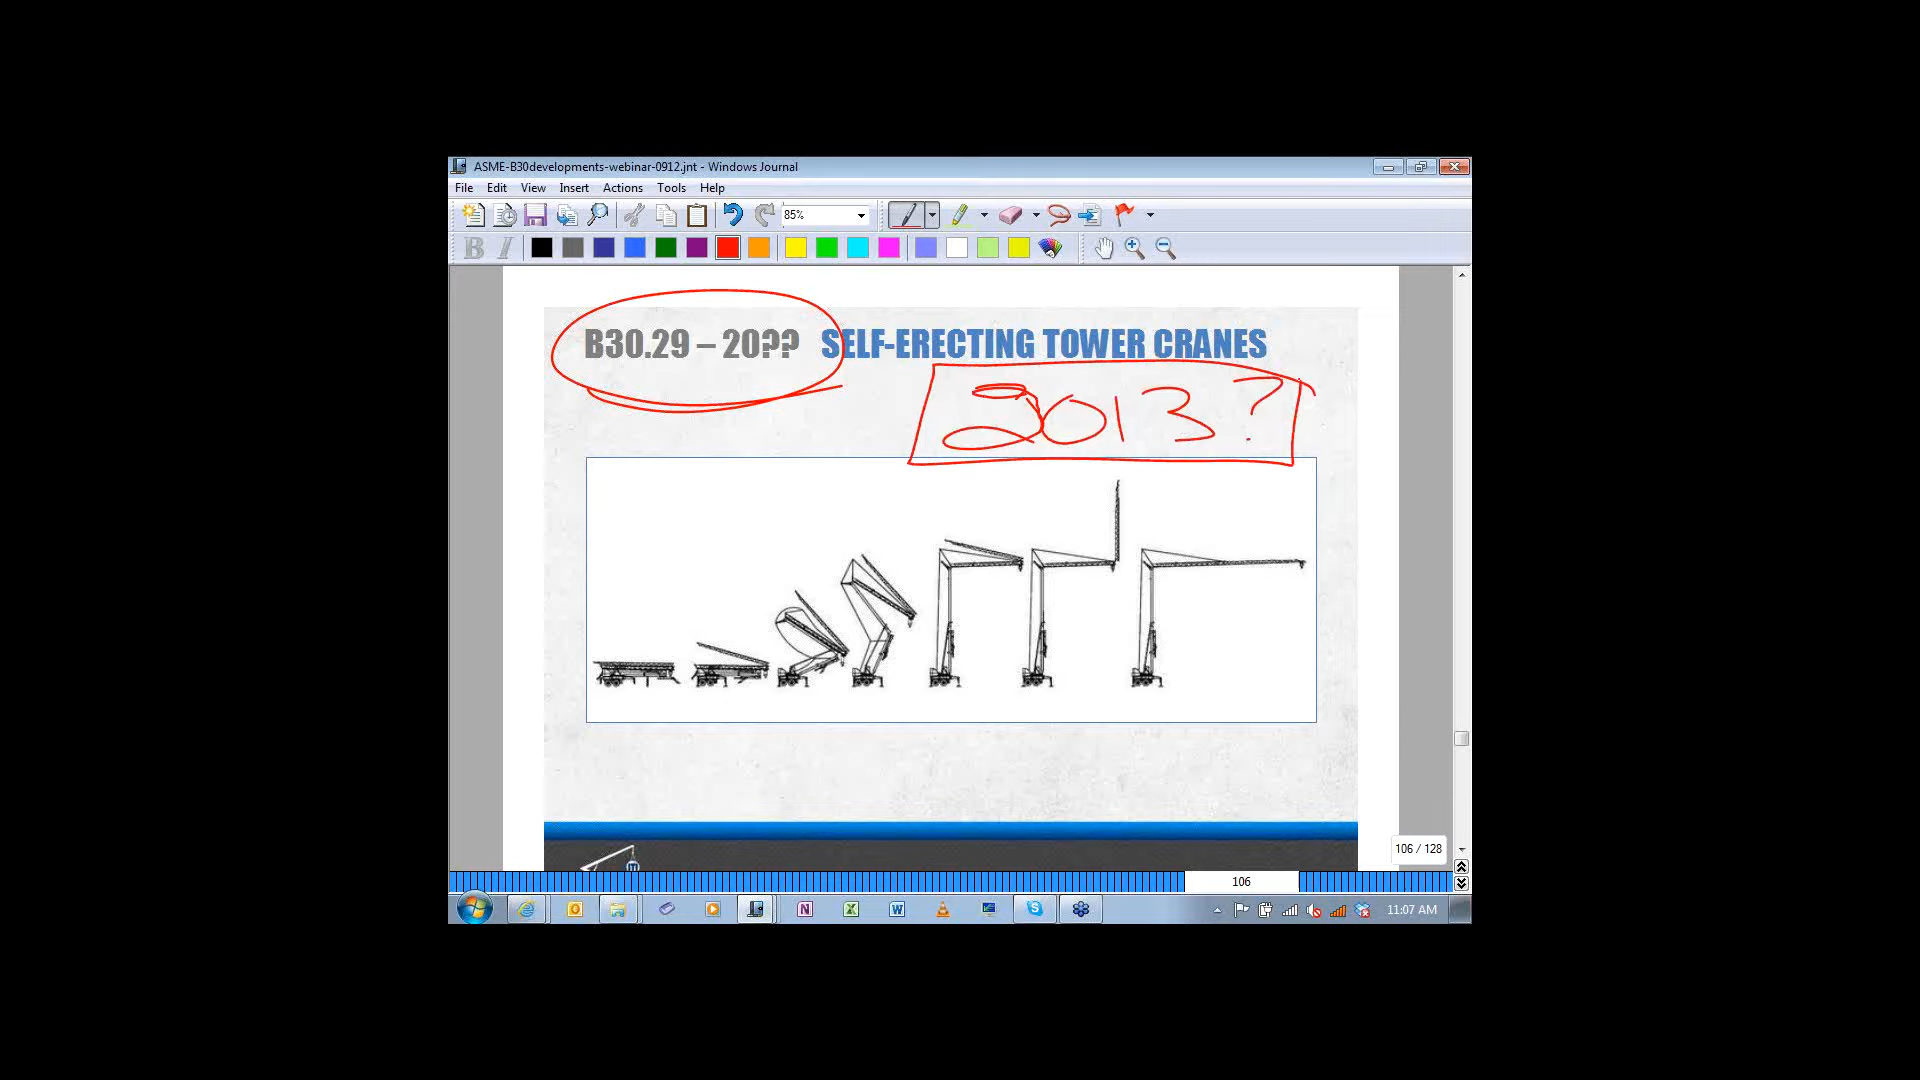 ASME-B30developments-webinar-0912.jnt - Windows Journal
File Edit View Insert Actions Tools Help
85%
B I
B30.29 – 20?? SELF-ERECTING TOWER CRANES
2013?
106 / 128
106
11:07 AM